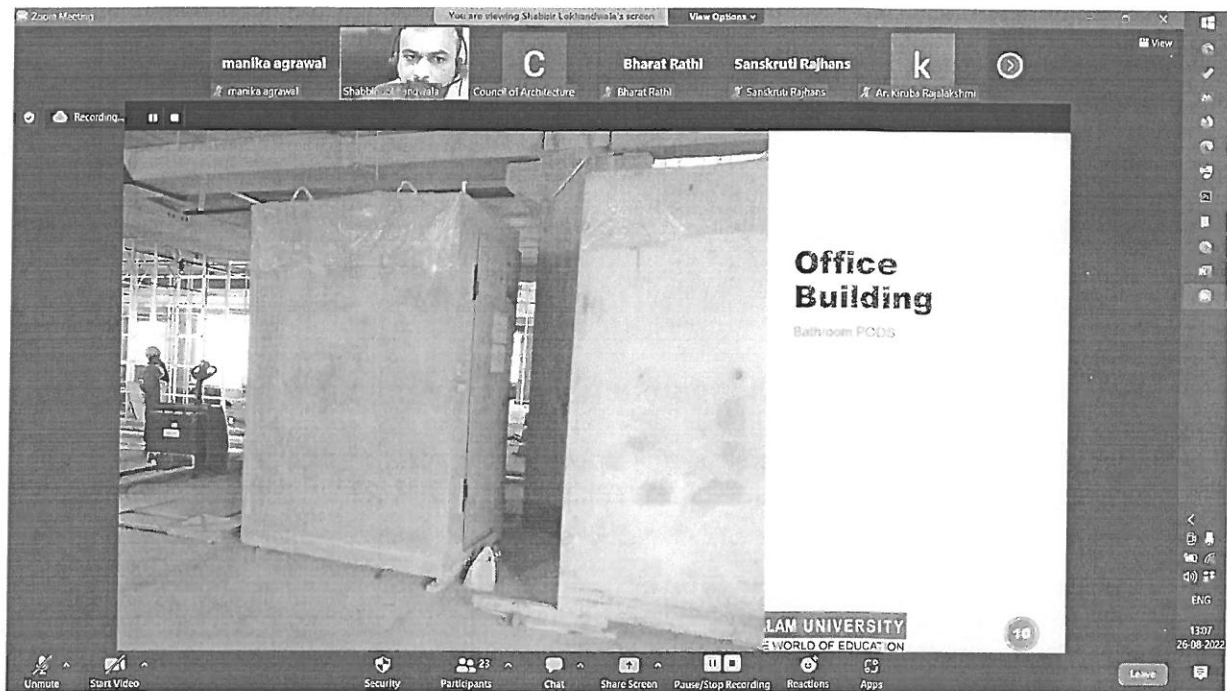 Zoom Meeting
You are viewing Shabbir Lokhandwala's screen
View Options
View
manika agrawal
C
Bharat Rathi
Sanskruti Rajhans
k
manika agrawal
Shabbir Lokhandwala
Council of Architecture
Bharat Rathi
Sanskruti Rajhans
Ar. Kiruba Rajalakshmi
Recording...
Office
Building
Bathroom PODS
LAM UNIVERSITY
E WORLD OF EDUCATION
10
ENG
13:07
26-08-2022
Unmute
Start Video
Security
Participants
23
Chat
Share Screen
Pause/Stop Recording
Reactions
Apps
Leave